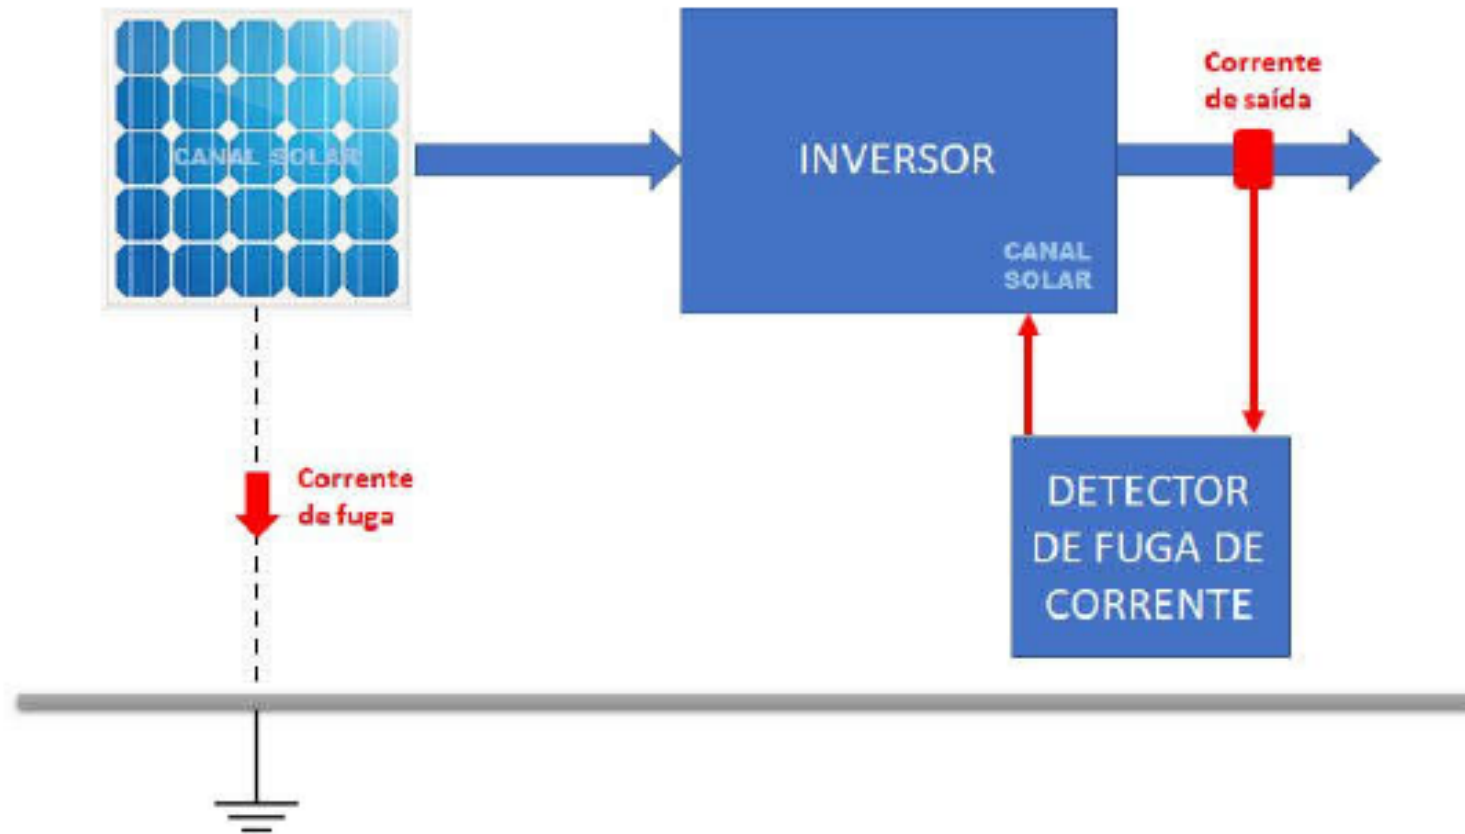 CANAL SOLAR
INVERSOR
CANAL
SOLAR
Corrente
de saída
Corrente
de fuga
DETECTOR
DE FUGA DE
CORRENTE